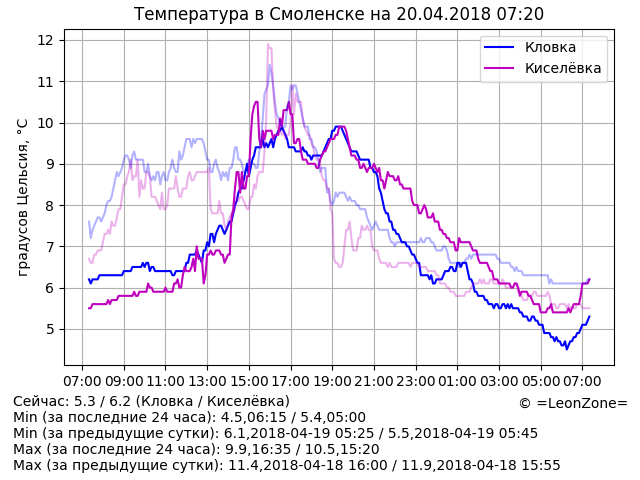 Температура в Смоленске на 20.04.2018 07:20
градусов Цельсия, °C
12
11
10
9
8
7
6
5
Кловка
Киселёвка
07:00 09:00 11:00 13:00 15:00 17:00 19:00 21:00 23:00 01:00 03:00 05:00 07:00
Сейчас: 5.3 / 6.2 (Кловка / Киселёвка)
© =LeonZone=
Min (за последние 24 часа): 4.5,06:15 / 5.4,05:00
Min (за предыдущие сутки): 6.1,2018-04-19 05:25 / 5.5,2018-04-19 05:45
Max (за последние 24 часа): 9.9,16:35 / 10.5,15:20
Max (за предыдущие сутки): 11.4,2018-04-18 16:00 / 11.9,2018-04-18 15:55